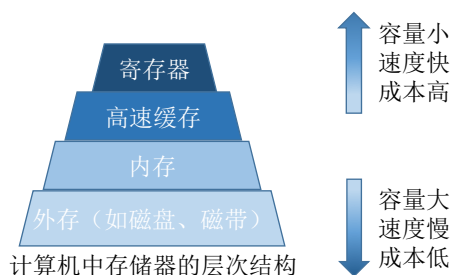 寄存器
高速缓存
内存
外存（如磁盘、磁带）
计算机中存储器的层次结构
容量小
速度快
成本高
容量大
速度慢
成本低